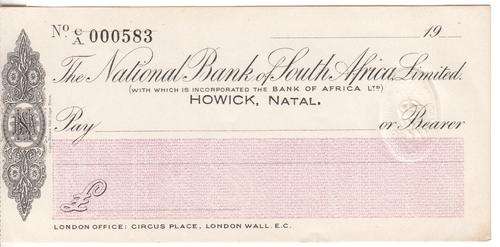 Nº C/A 000583 19
The National Bank of South Africa, Limited.
(WITH WHICH IS INCORPORATED THE BANK OF AFRICA LTD)
HOWICK, NATAL.
Pay or Bearer
£
LONDON OFFICE: CIRCUS PLACE, LONDON WALL E.C.